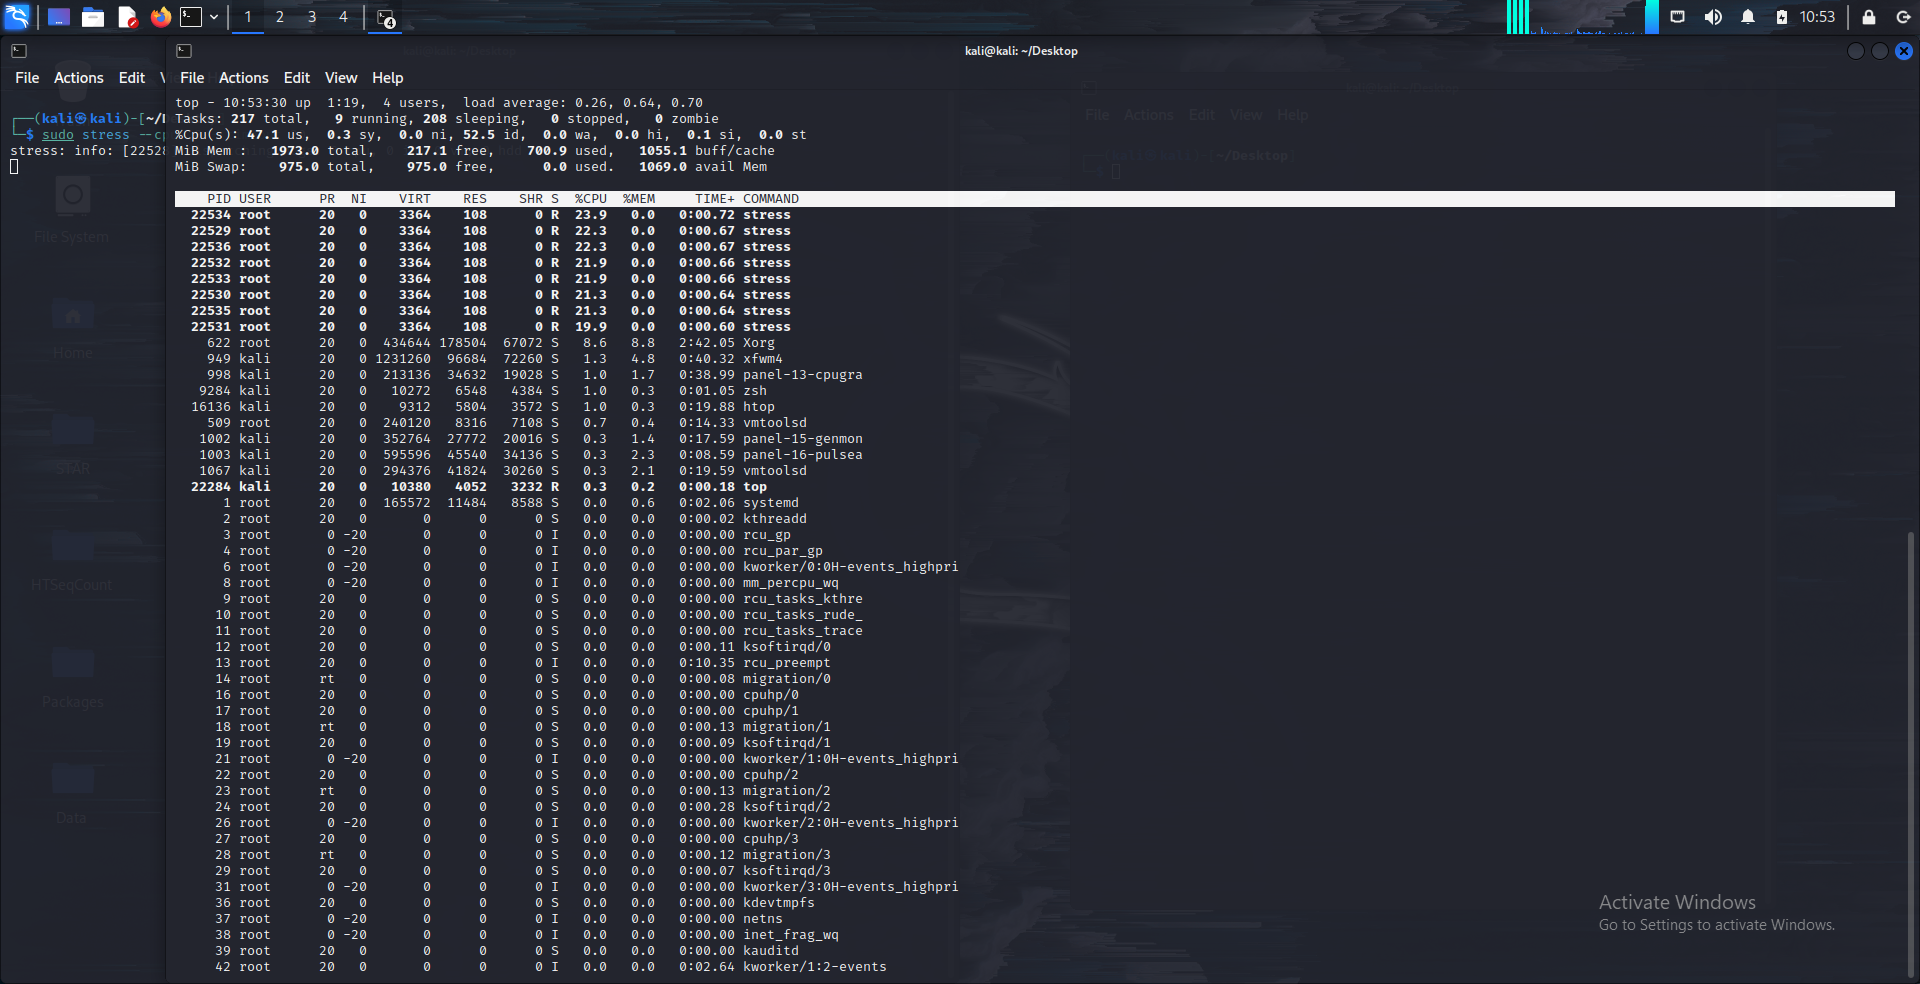 1 2 3 4 4 10:53
kali@kali: ~/Desktop
File Actions Edit
File Actions Edit View Help
(kali㉿kali)-[~/
$ sudo stress --cp
stress: info: [22528
top - 10:53:30 up  1:19,  4 users,  load average: 0.26, 0.64, 0.70
Tasks: 217 total,   9 running, 208 sleeping,   0 stopped,   0 zombie
%Cpu(s): 47.1 us,  0.3 sy,  0.0 ni, 52.5 id,  0.0 wa,  0.0 hi,  0.1 si,  0.0 st
MiB Mem :   1973.0 total,    217.1 free,    700.9 used,   1055.1 buff/cache
MiB Swap:    975.0 total,    975.0 free,      0.0 used.   1069.0 avail Mem
PID USER PR NI VIRT RES SHR S %CPU %MEM TIME+ COMMAND
22534 root 20 0 3364 108 0 R 23.9 0.0 0:00.72 stress
22529 root 20 0 3364 108 0 R 22.3 0.0 0:00.67 stress
22536 root 20 0 3364 108 0 R 22.3 0.0 0:00.67 stress
22532 root 20 0 3364 108 0 R 21.9 0.0 0:00.66 stress
22533 root 20 0 3364 108 0 R 21.9 0.0 0:00.66 stress
22530 root 20 0 3364 108 0 R 21.3 0.0 0:00.64 stress
22535 root 20 0 3364 108 0 R 21.3 0.0 0:00.64 stress
22531 root 20 0 3364 108 0 R 19.9 0.0 0:00.60 stress
622 root 20 0 434644 178504 67072 S 8.6 8.8 2:42.05 Xorg
949 kali 20 0 1231260 96684 72260 S 1.3 4.8 0:40.32 xfwm4
998 kali 20 0 213136 34632 19028 S 1.0 1.7 0:38.99 panel-13-cpugra
9284 kali 20 0 10272 6548 4384 S 1.0 0.3 0:01.05 zsh
16136 kali 20 0 9312 5804 3572 S 1.0 0.3 0:19.88 htop
509 root 20 0 240120 8316 7108 S 0.7 0.4 0:14.33 vmtoolsd
1002 kali 20 0 352764 27772 20016 S 0.3 1.4 0:17.59 panel-15-genmon
1003 kali 20 0 595596 45540 34136 S 0.3 2.3 0:08.59 panel-16-pulsea
1067 kali 20 0 294376 41824 30260 S 0.3 2.1 0:19.59 vmtoolsd
22284 kali 20 0 10380 4052 3232 R 0.3 0.2 0:00.18 top
1 root 20 0 165572 11484 8588 S 0.0 0.6 0:02.06 systemd
2 root 20 0 0 0 0 S 0.0 0.0 0:00.02 kthreadd
3 root 0 -20 0 0 0 I 0.0 0.0 0:00.00 rcu_gp
4 root 0 -20 0 0 0 I 0.0 0.0 0:00.00 rcu_par_gp
6 root 0 -20 0 0 0 I 0.0 0.0 0:00.00 kworker/0:0H-events_highpri
8 root 0 -20 0 0 0 I 0.0 0.0 0:00.00 mm_percpu_wq
9 root 20 0 0 0 0 S 0.0 0.0 0:00.00 rcu_tasks_kthre
10 root 20 0 0 0 0 S 0.0 0.0 0:00.00 rcu_tasks_rude_
11 root 20 0 0 0 0 S 0.0 0.0 0:00.00 rcu_tasks_trace
12 root 20 0 0 0 0 S 0.0 0.0 0:00.11 ksoftirqd/0
13 root 20 0 0 0 0 I 0.0 0.0 0:10.35 rcu_preempt
14 root rt 0 0 0 0 S 0.0 0.0 0:00.08 migration/0
16 root 20 0 0 0 0 S 0.0 0.0 0:00.00 cpuhp/0
17 root 20 0 0 0 0 S 0.0 0.0 0:00.00 cpuhp/1
18 root rt 0 0 0 0 S 0.0 0.0 0:00.13 migration/1
19 root 20 0 0 0 0 S 0.0 0.0 0:00.09 ksoftirqd/1
21 root 0 -20 0 0 0 I 0.0 0.0 0:00.00 kworker/1:0H-events_highpri
22 root 20 0 0 0 0 S 0.0 0.0 0:00.00 cpuhp/2
23 root rt 0 0 0 0 S 0.0 0.0 0:00.13 migration/2
24 root 20 0 0 0 0 S 0.0 0.0 0:00.28 ksoftirqd/2
26 root 0 -20 0 0 0 I 0.0 0.0 0:00.00 kworker/2:0H-events_highpri
27 root 20 0 0 0 0 S 0.0 0.0 0:00.00 cpuhp/3
28 root rt 0 0 0 0 S 0.0 0.0 0:00.12 migration/3
29 root 20 0 0 0 0 S 0.0 0.0 0:00.07 ksoftirqd/3
31 root 0 -20 0 0 0 I 0.0 0.0 0:00.00 kworker/3:0H-events_highpri
36 root 20 0 0 0 0 S 0.0 0.0 0:00.00 kdevtmpfs
37 root 0 -20 0 0 0 I 0.0 0.0 0:00.00 netns
38 root 0 -20 0 0 0 I 0.0 0.0 0:00.00 inet_frag_wq
39 root 20 0 0 0 0 S 0.0 0.0 0:00.00 kauditd
42 root 20 0 0 0 0 I 0.0 0.0 0:02.64 kworker/1:2-events
File System
Home
STAR
HTSeqCount
Packages
Data
File Actions Edit View Help
~/Desktop
Activate Windows
Go to Settings to activate Windows.